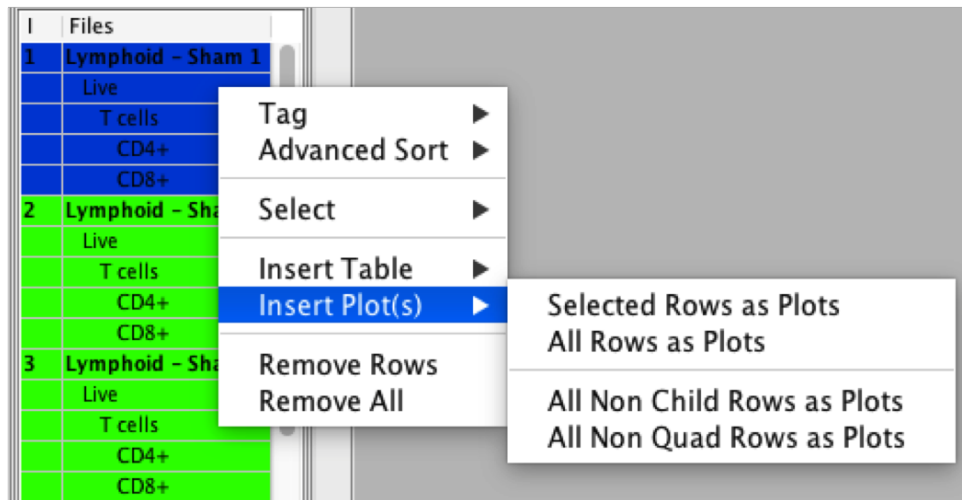 I Files
1 Lymphoid - Sham 1
Live
T cells
CD4+
CD8+
2 Lymphoid - Sha
Live
T cells
CD4+
CD8+
3 Lymphoid - Sha
Live
T cells
CD4+
CD8+
Tag
Advanced Sort
Select
Insert Table
Insert Plot(s)
Remove Rows
Remove All
Selected Rows as Plots
All Rows as Plots
All Non Child Rows as Plots
All Non Quad Rows as Plots